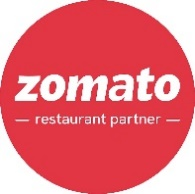 zomato
— restaurant partner —